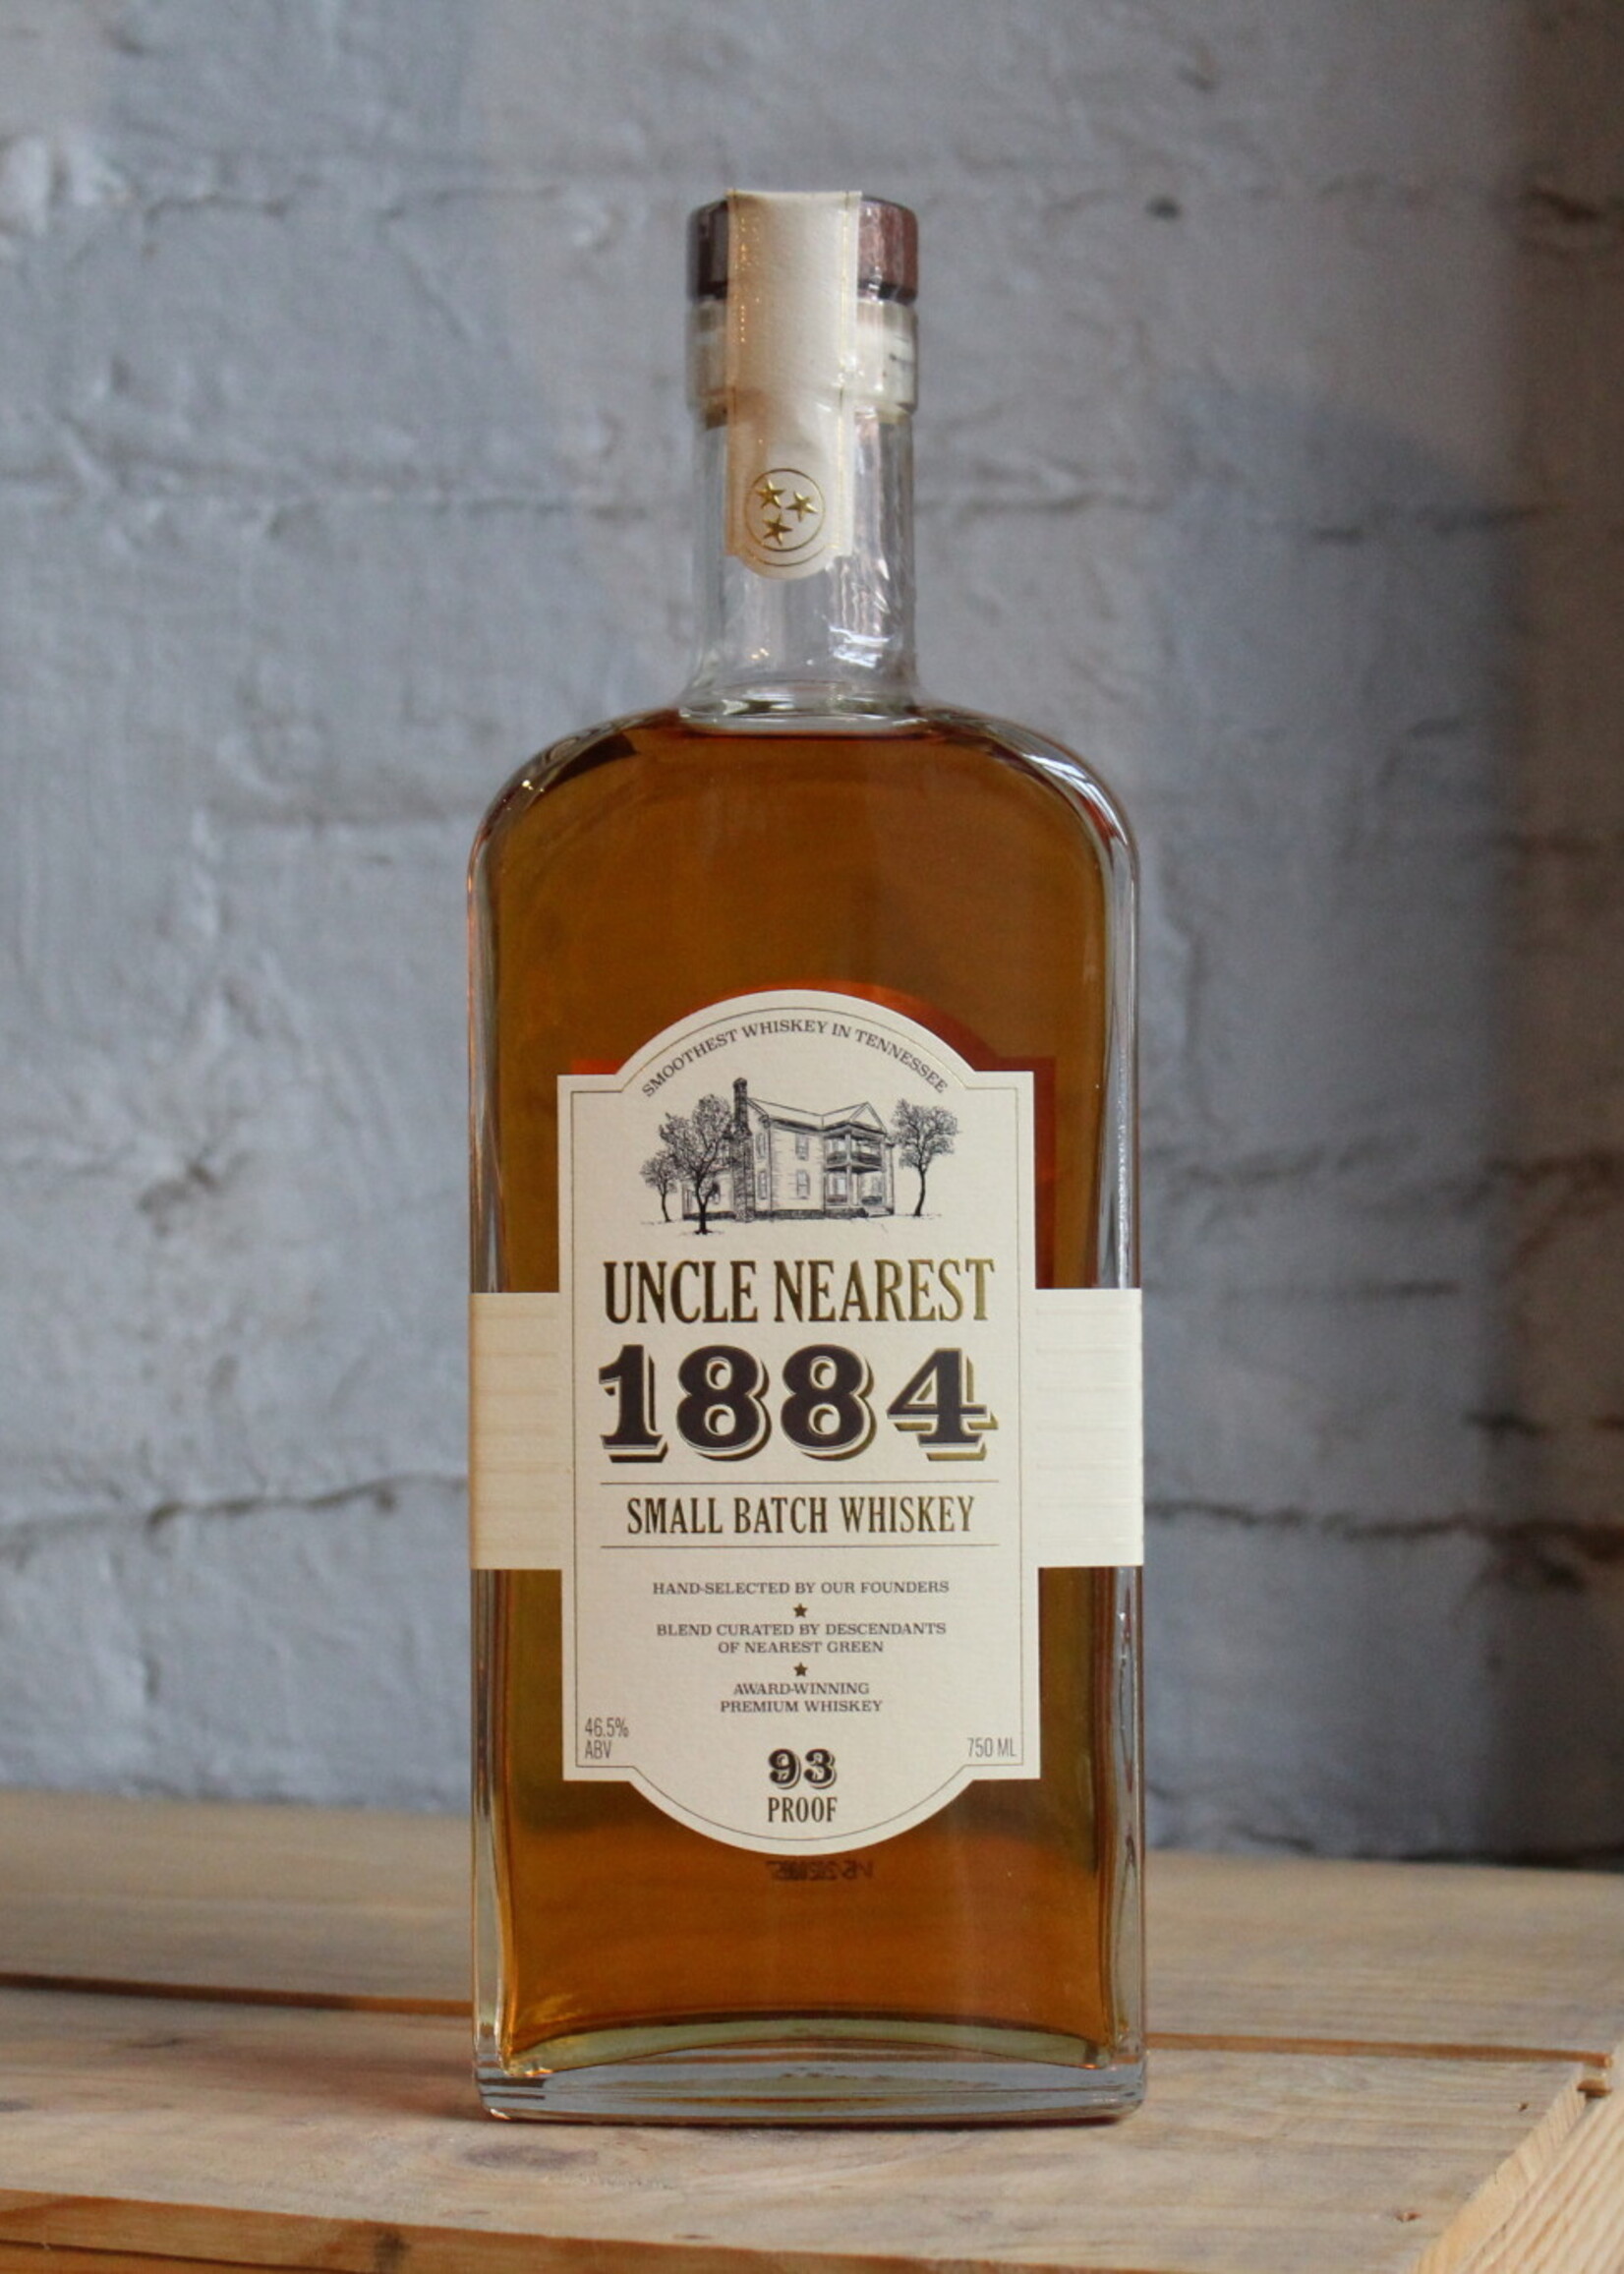 SMOOTHEST WHISKEY IN TENNESSEE
UNCLE NEAREST
1884
SMALL BATCH WHISKEY
HAND-SELECTED BY OUR FOUNDERS
BLEND CURATED BY DESCENDANTS
OF NEAREST GREEN
AWARD-WINNING
PREMIUM WHISKEY
46.5%
ABV
750 ML
93
PROOF